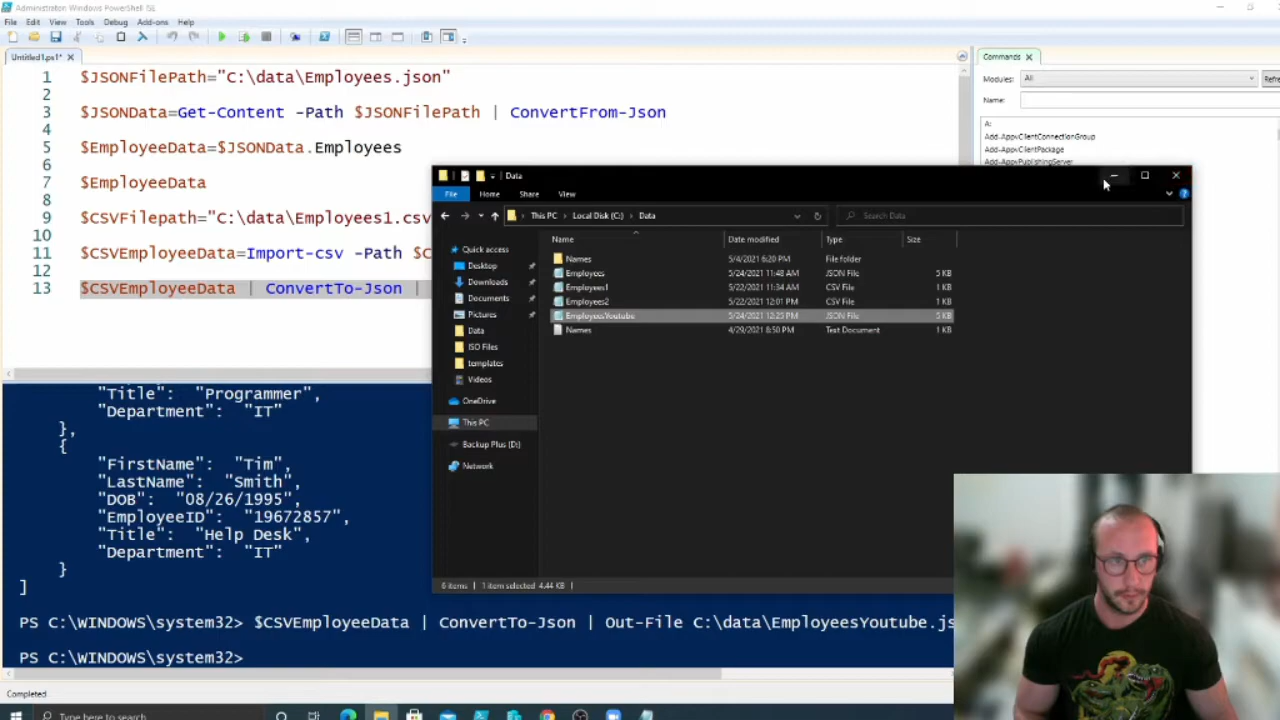 Administrator: Windows PowerShell ISE
File Edit View Tools Debug Add-ons Help
Untitled1.ps1*
Commands
Modules: All
Refre
Name:
A:
Add-AppvClientConnectionGroup
Add-AppvClientPackage
Add-AppvPublishingServer
1 $JSONFilePath="C:\data\Employees.json"
2
3 $JSONData=Get-Content -Path $JSONFilePath | ConvertFrom-Json
4
5 $EmployeeData=$JSONData.Employees
6
7 $EmployeeData
8
9 $CSVFilepath="C:\data\Employees1.csv
10
11 $CSVEmployeeData=Import-csv -Path $C
12
13 $CSVEmployeeData | ConvertTo-Json |
Data
File Home Share View
This PC Local Disk (C:) Data
Search Data
Name Date modified Type Size
Names 5/4/2021 6:20 PM File folder
Employees 5/24/2021 11:48 AM JSON File 5 KB
Employees1 5/22/2021 11:34 AM CSV File 1 KB
Employees2 5/22/2021 12:01 PM CSV File 1 KB
EmployeesYoutube 5/24/2021 12:25 PM JSON File 5 KB
Names 4/29/2021 8:50 PM Text Document 1 KB
Quick access
Desktop
Downloads
Documents
Pictures
Data
ISO Files
templates
Videos
OneDrive
This PC
Backup Plus (D:)
Network
6 items 1 item selected 4.44 KB
"Title": "Programmer",
"Department": "IT"
},
{
"FirstName": "Tim",
"LastName": "Smith",
"DOB": "08/26/1995",
"EmployeeID": "19672857",
"Title": "Help Desk",
"Department": "IT"
}
]
PS C:\WINDOWS\system32> $CSVEmployeeData | ConvertTo-Json | Out-File C:\data\EmployeesYoutube.js
PS C:\WINDOWS\system32>
Completed
Type here to search